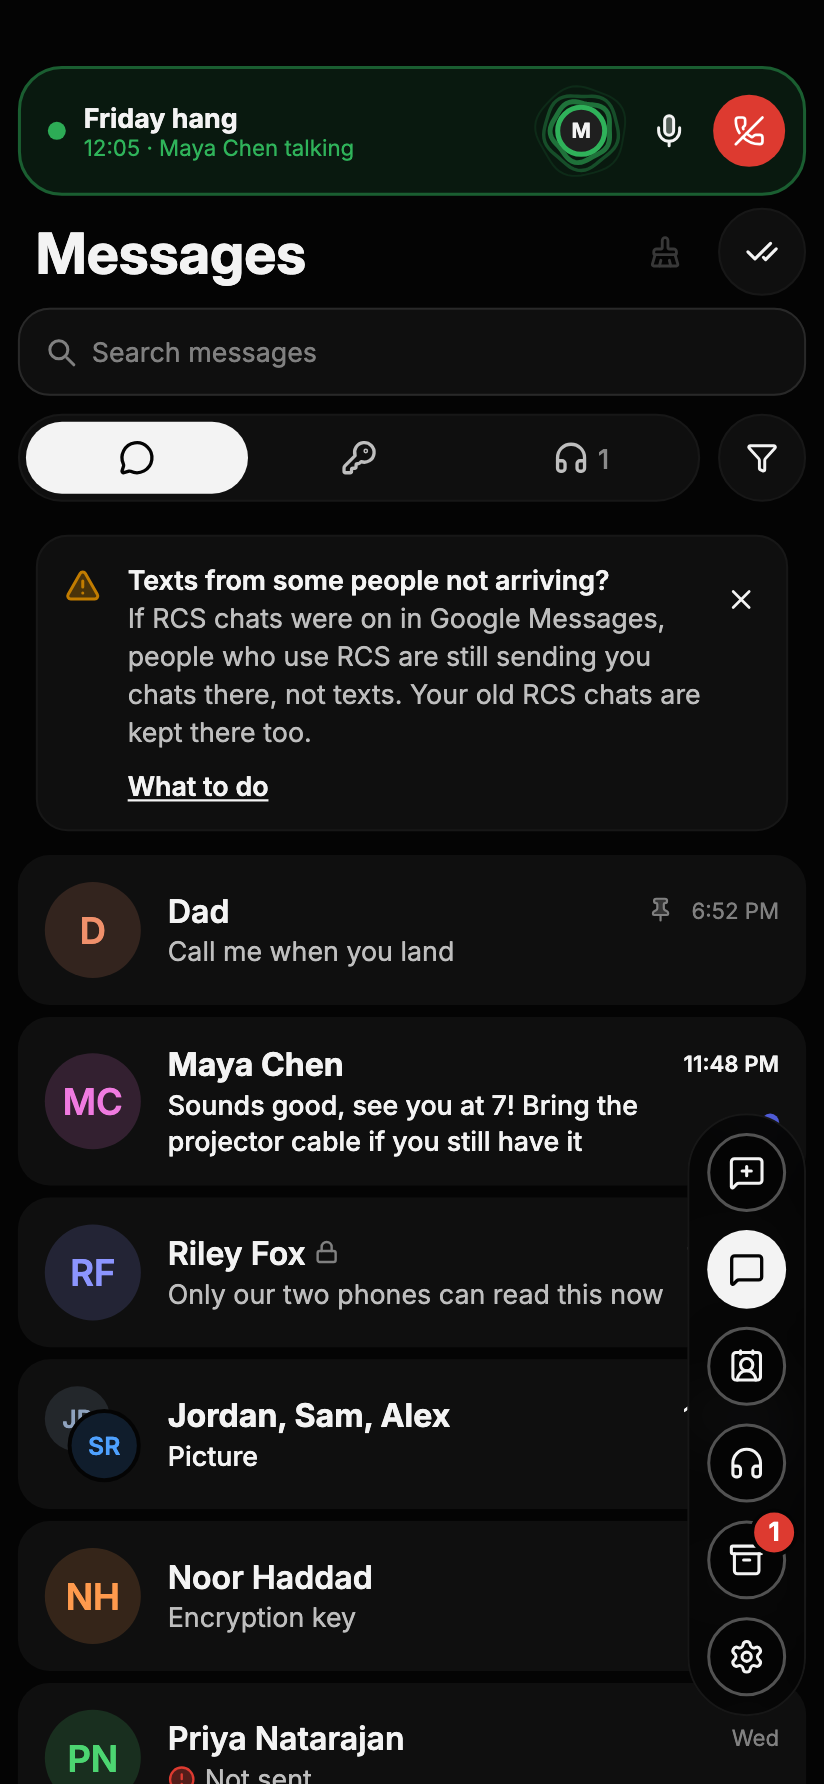 Friday hang
12:05 · Maya Chen talking
M
Messages
Search messages
1
Texts from some people not arriving?
If RCS chats were on in Google Messages,
people who use RCS are still sending you
chats there, not texts. Your old RCS chats are
kept there too.
What to do
D
Dad
6:52 PM
Call me when you land
MC
Maya Chen
11:48 PM
Sounds good, see you at 7! Bring the
projector cable if you still have it
RF
Riley Fox
Only our two phones can read this now
SR
Jordan, Sam, Alex
Picture
1
NH
Noor Haddad
Encryption key
PN
Priya Natarajan
Wed
Not sent